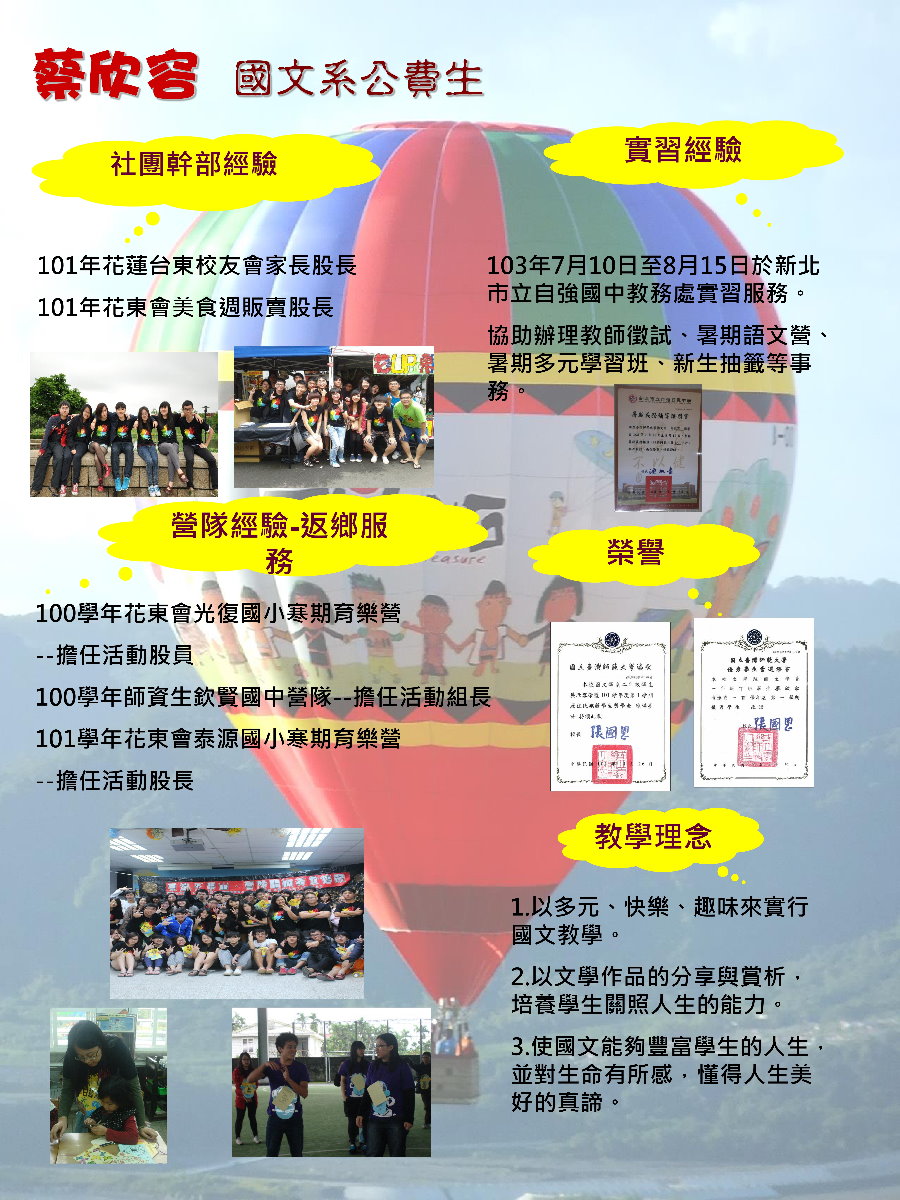 蔡欣容 國文系公費生
社團幹部經驗
101年花蓮台東校友會家長股長
101年花東會美食週販賣股長
實習經驗
103年7月10日至8月15日於新北
市立自強國中教務處實習服務。
協助辦理教師徵試、暑期語文營、
暑期多元學習班、新生抽籤等事
務。
營隊經驗-返鄉服
務
100學年花東會光復國小寒期育樂營
--擔任活動股員
100學年師資生欽賢國中營隊--擔任活動組長
101學年花東會泰源國小寒期育樂營
--擔任活動股長
榮譽
張國恩
張國恩
教學理念
1.以多元、快樂、趣味來實行
國文教學。
2.以文學作品的分享與賞析，
培養學生關照人生的能力。
3.使國文能夠豐富學生的人生，
並對生命有所感，懂得人生美
好的真諦。